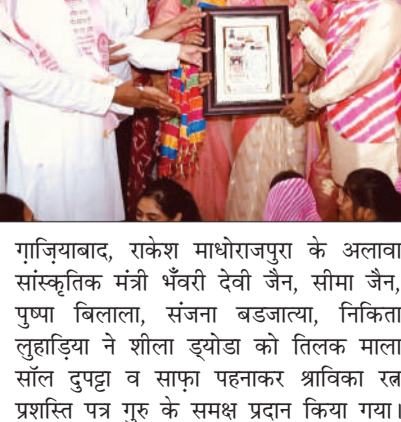 ग़ाज़ियाबाद, राकेश माधोराजपुरा के अलावा
सांस्कृतिक मंत्री भँवरी देवी जैन, सीमा जैन,
पुष्पा बिलाला, संजना बडजात्या, निकिता
लुहाड़िया ने शीला ड्योडा को तिलक माला
सॉल दुपट्टा व साफ़ा पहनाकर श्राविका रत्न
प्रशस्ति पत्र गुरु के समक्ष प्रदान किया गया।